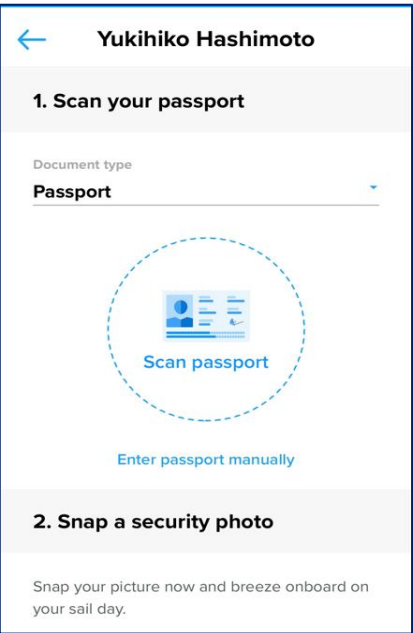 Yukihiko Hashimoto
1. Scan your passport
Document type
Passport
Scan passport
Enter passport manually
2. Snap a security photo
Snap your picture now and breeze onboard on
your sail day.